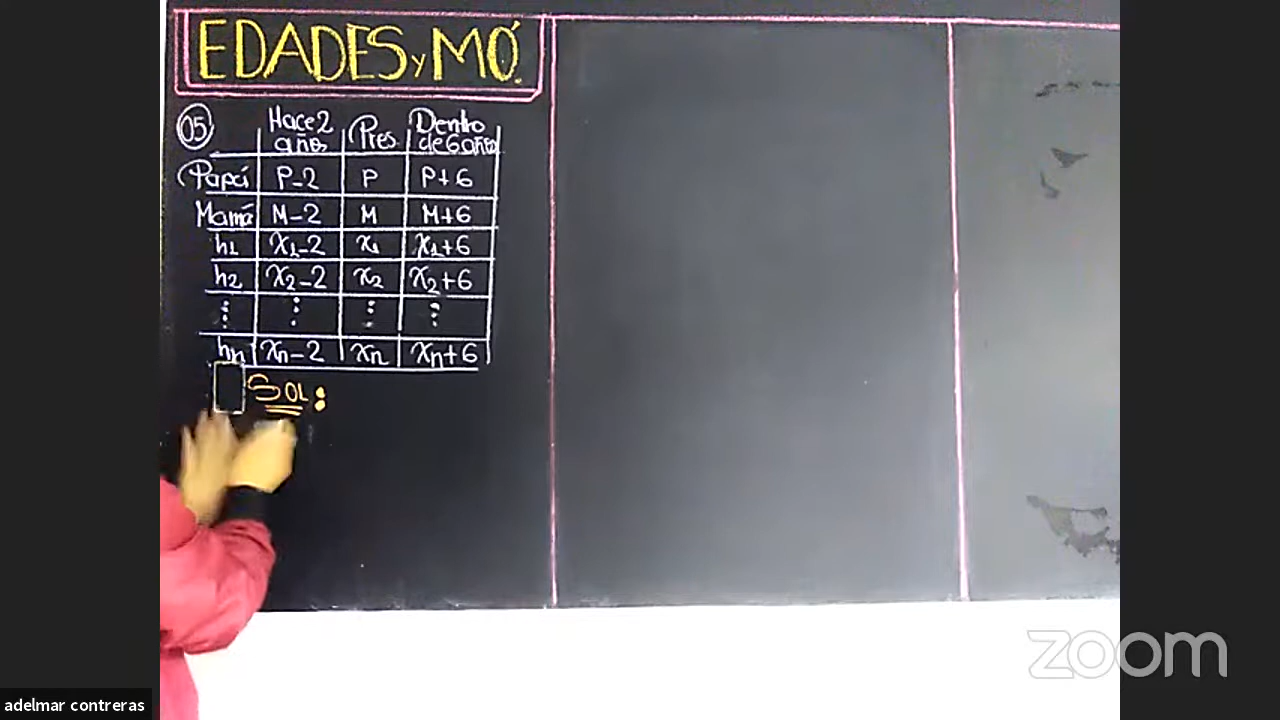 EDADES y MÓ.
05 Hace 2 años Pres Dentro de 6 años
Papá P-2 P P+6
Mamá M-2 M M+6
h1 x1-2 x1 x1+6
h2 x2-2 x2 x2+6
⋮ ⋮ ⋮ ⋮
hn xn-2 xn xn+6
SOL:
zoom
adelmar contreras